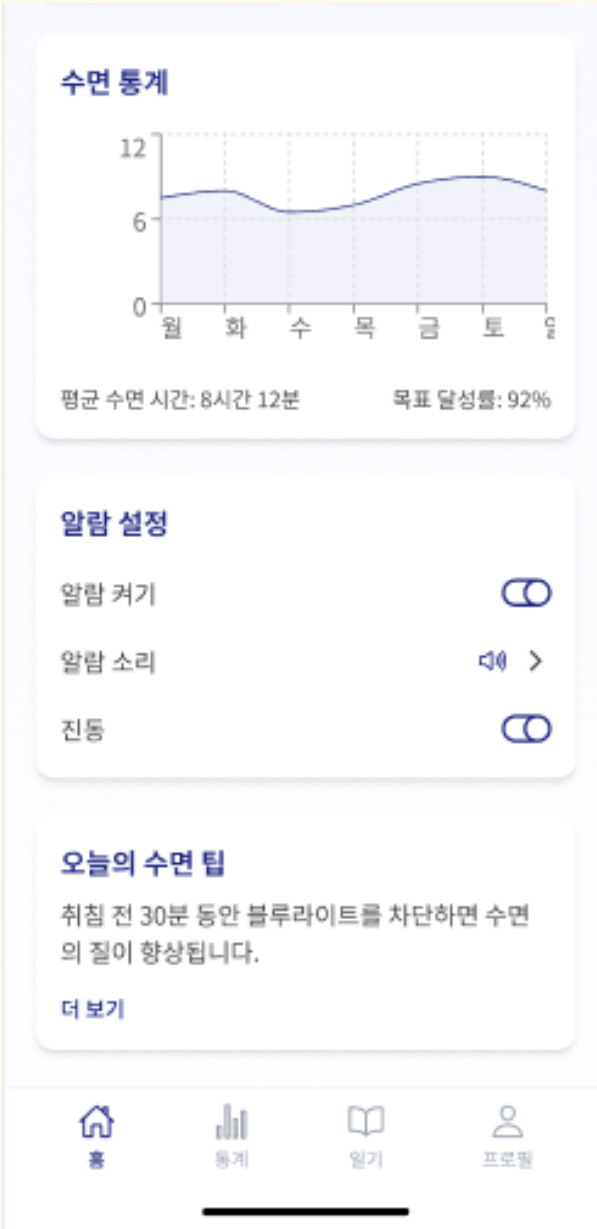 수면 통계
12
6
0
월 화 수 목 금 토
평균 수면 시간: 8시간 12분 목표 달성률: 92%
알람 설정
알람 켜기
알람 소리
진동
오늘의 수면 팁
취침 전 30분 동안 블루라이트를 차단하면 수면
의 질이 향상됩니다.
더 보기
홈 통계 일기 프로필